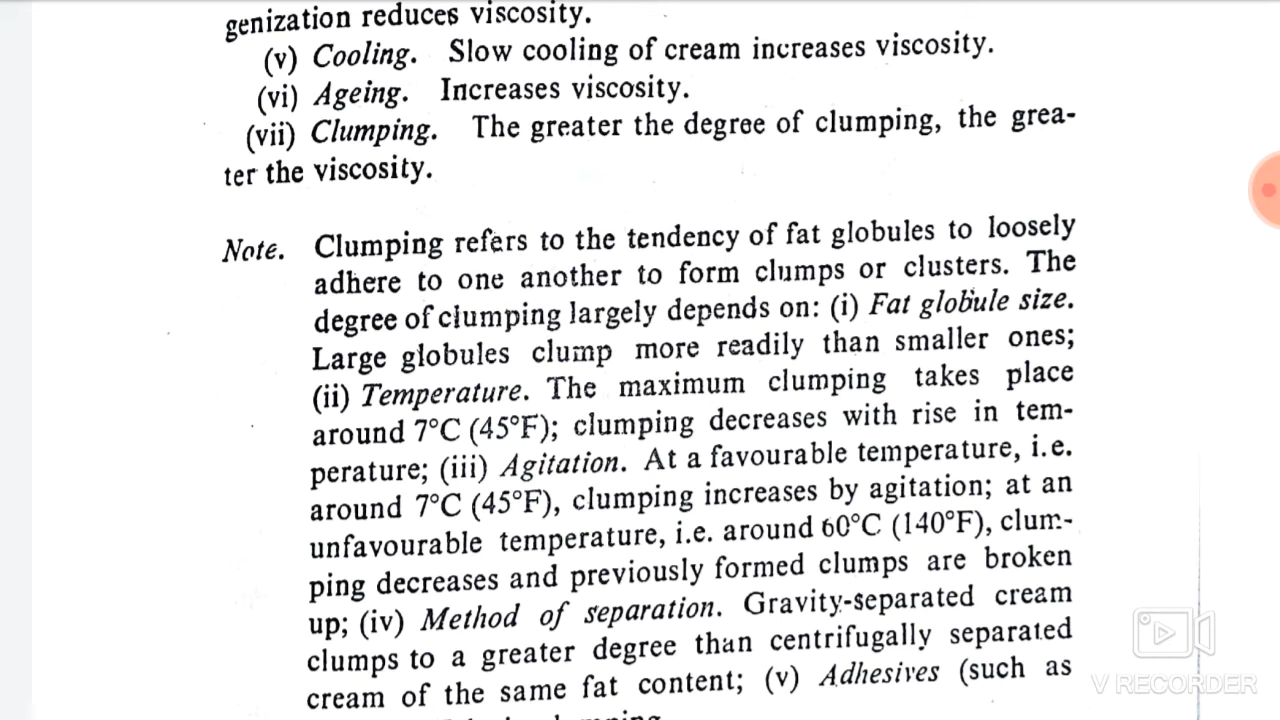 genization reduces viscosity.
(v) Cooling. Slow cooling of cream increases viscosity.
(vi) Ageing. Increases viscosity.
(vii) Clumping. The greater the degree of clumping, the grea-
ter the viscosity.
Note. Clumping refers to the tendency of fat globules to loosely
adhere to one another to form clumps or clusters. The
degree of clumping largely depends on: (i) Fat globule size.
Large globules clump more readily than smaller ones;
(ii) Temperature. The maximum clumping takes place
around 7°C (45°F); clumping decreases with rise in tem-
perature; (iii) Agitation. At a favourable temperature, i.e.
around 7°C (45°F), clumping increases by agitation; at an
unfavourable temperature, i.e. around 60°C (140°F), clum-
ping decreases and previously formed clumps are broken
up; (iv) Method of separation. Gravity-separated cream
clumps to a greater degree than centrifugally separated
cream of the same fat content; (v) Adhesives (such as
V RECORDER